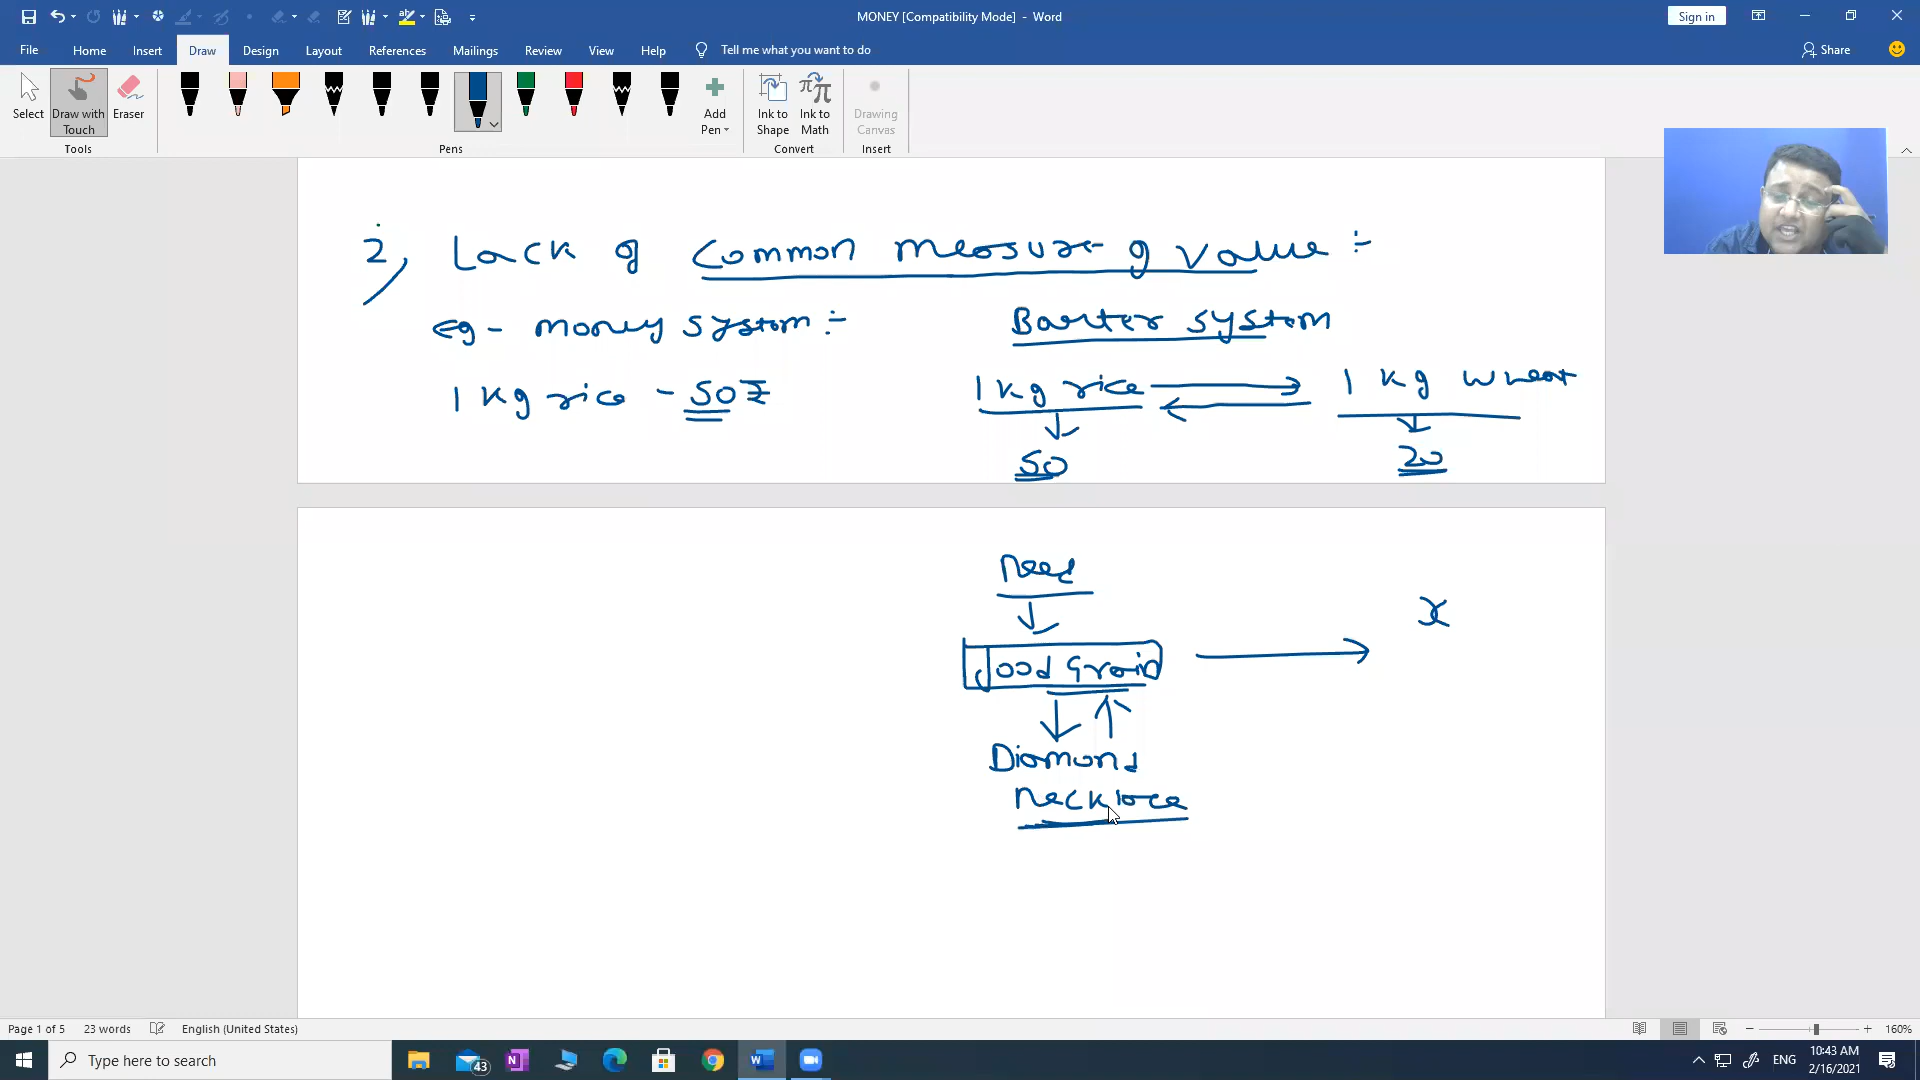 MONEY [Compatibility Mode] - Word
Sign in
File Home Insert Draw Design Layout References Mailings Review View Help Tell me what you want to do
Share
Select
Draw with Touch
Eraser
Add Pen
Ink to Shape
Ink to Math
Drawing Canvas
Tools Pens Convert Insert
2, Lack of Common measure of value :-
eg - money system :-
Barter system
1 Kg rice - 50₹
1 kg rice
1 kg wheat
50
20
need
food Grain
x
Diamond
necklace
Page 1 of 5 23 words English (United States)
160%
Type here to search
43
ENG
10:43 AM
2/16/2021